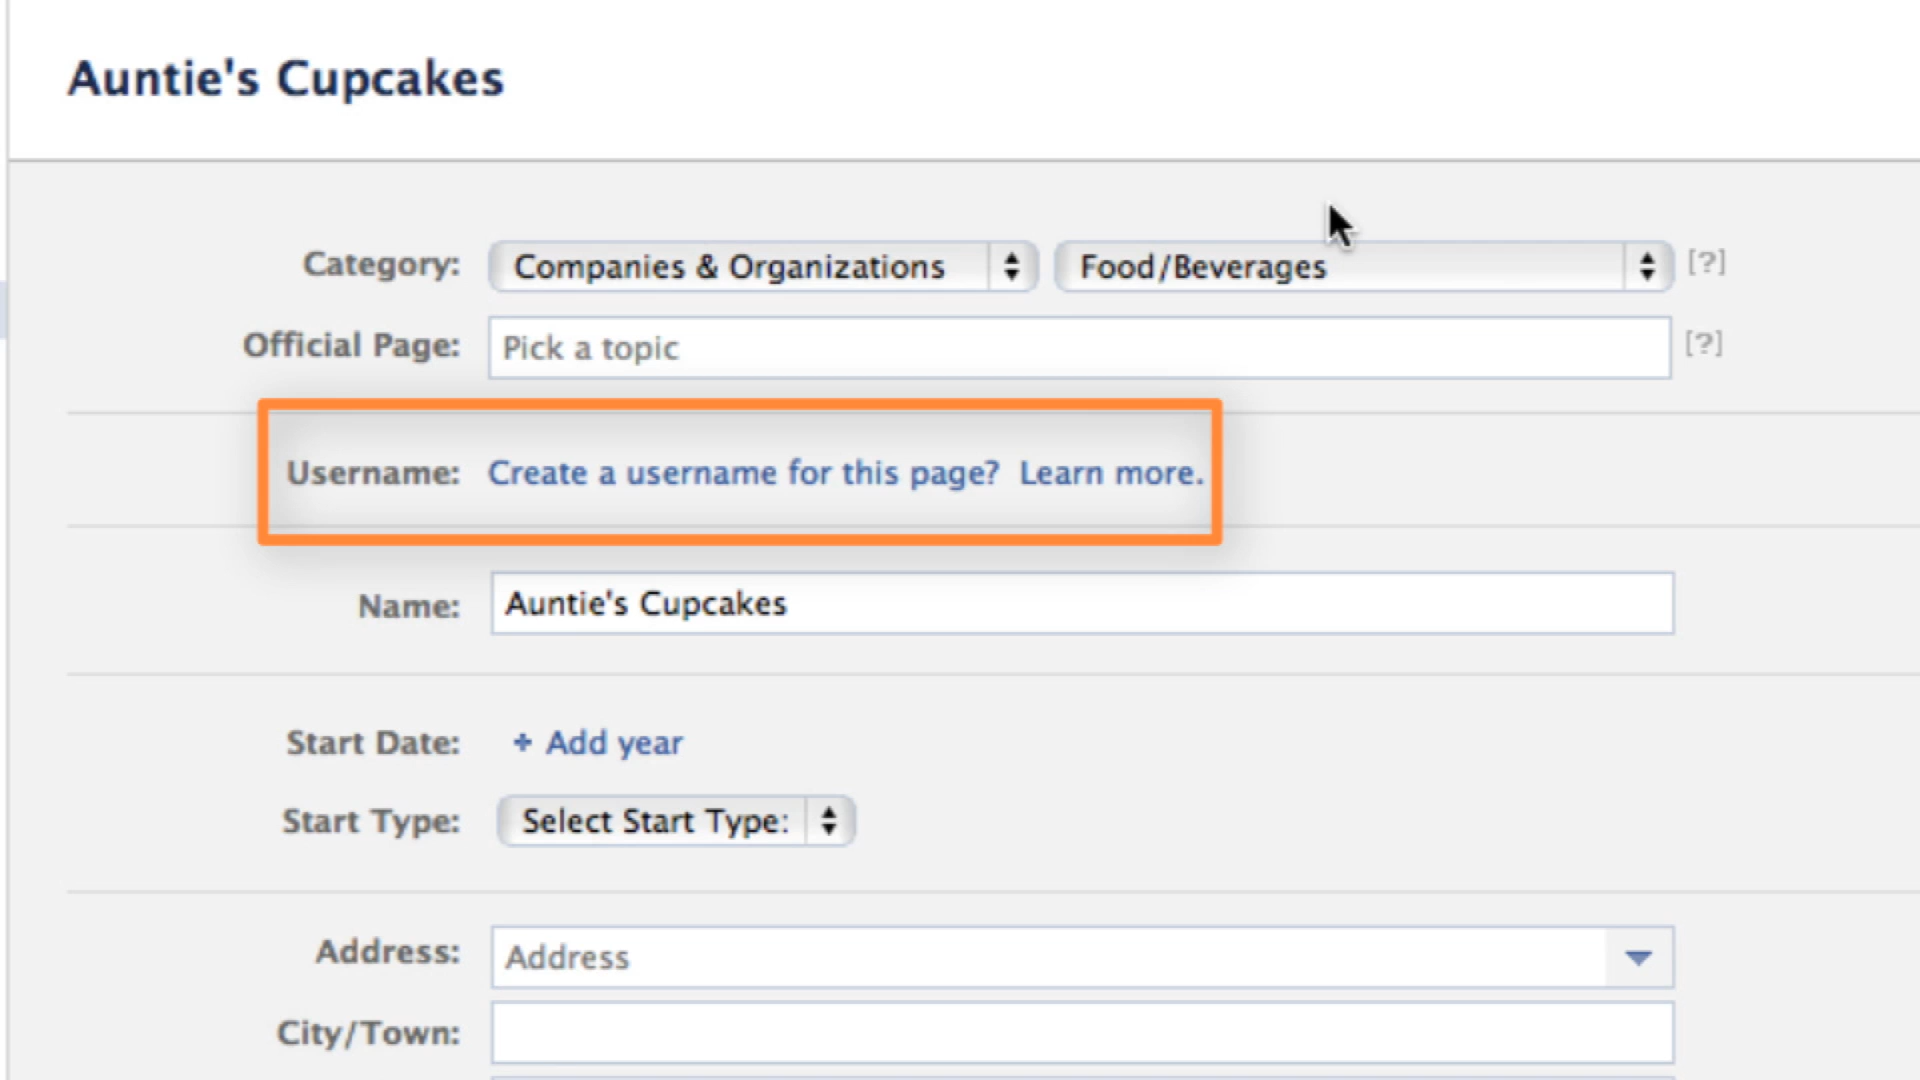 Auntie's Cupcakes
Category: Companies & Organizations Food/Beverages [?]
Official Page: Pick a topic [?]
Username: Create a username for this page? Learn more.
Name: Auntie's Cupcakes
Start Date: + Add year
Start Type: Select Start Type:
Address: Address
City/Town: